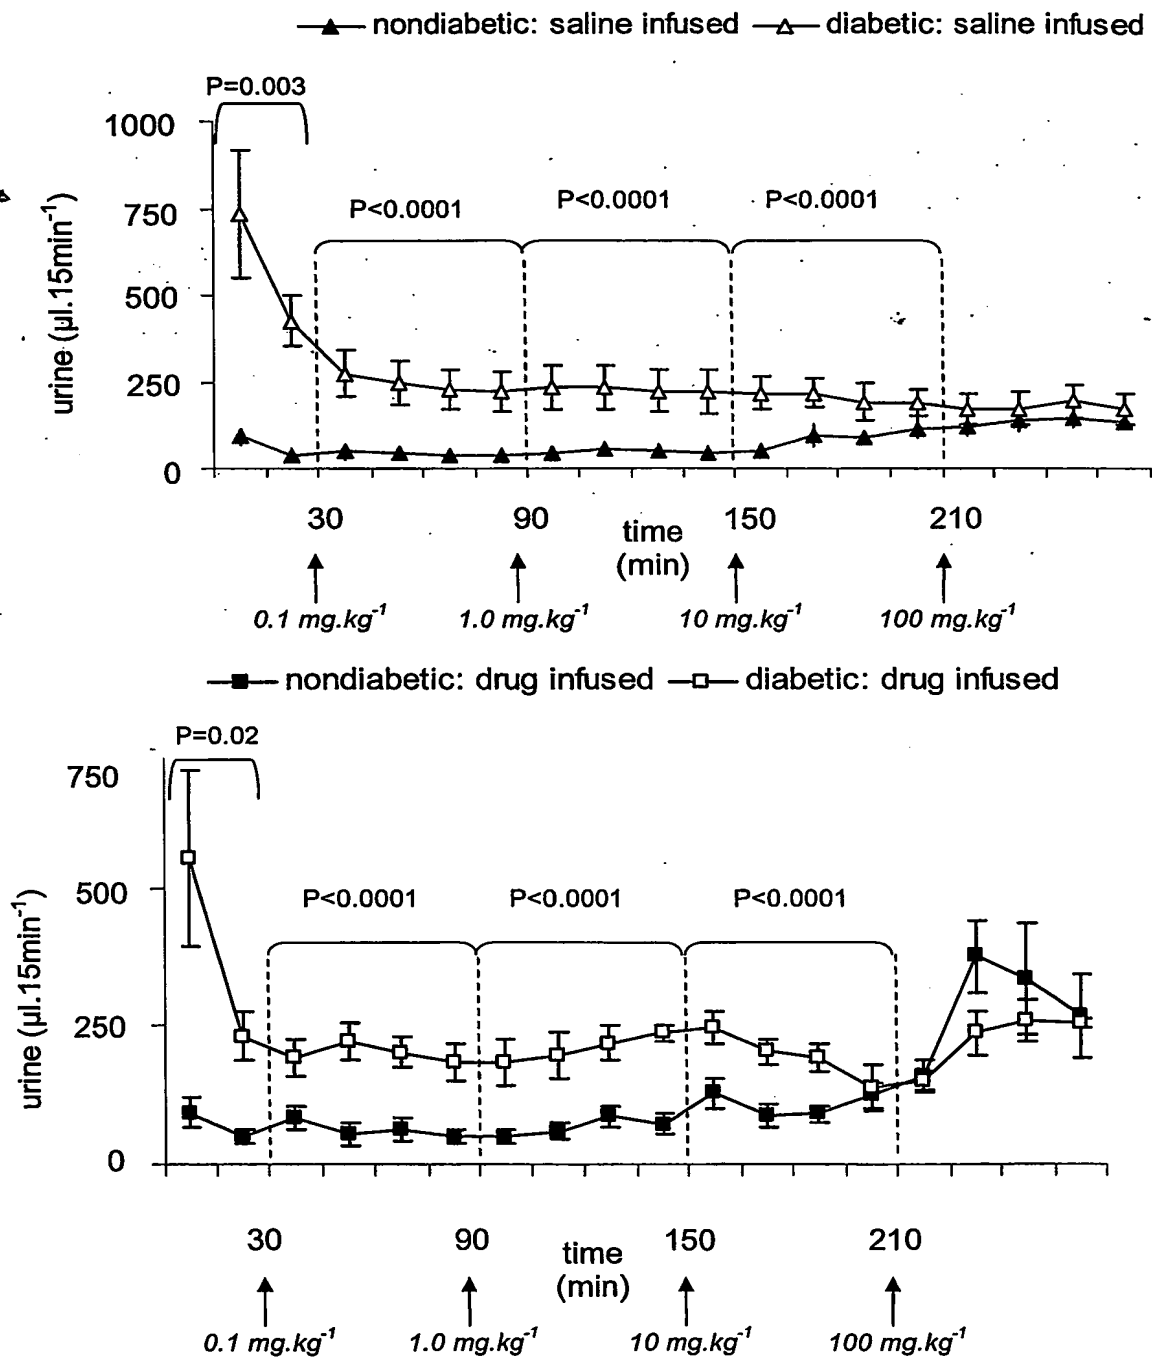 nondiabetic: saline infused diabetic: saline infused
P=0.003
1000
750
500
250
0
urine (µl.15min⁻¹)
P<0.0001 P<0.0001 P<0.0001
30 90 150 210
time
(min)
0.1 mg.kg⁻¹ 1.0 mg.kg⁻¹ 10 mg.kg⁻¹ 100 mg.kg⁻¹
nondiabetic: drug infused diabetic: drug infused
P=0.02
750
500
250
0
urine (µl.15min⁻¹)
P<0.0001 P<0.0001 P<0.0001
30 90 150 210
time
(min)
0.1 mg.kg⁻¹ 1.0 mg.kg⁻¹ 10 mg.kg⁻¹ 100 mg.kg⁻¹